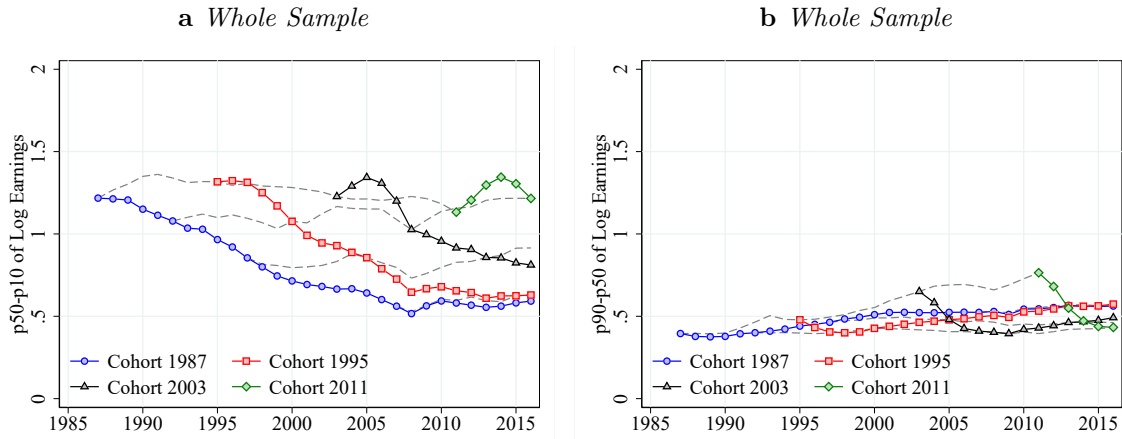 a Whole Sample
p50-p10 of Log Earnings
2
1.5
1
.5
0
Cohort 1987
Cohort 1995
Cohort 2003
Cohort 2011
1985 1990 1995 2000 2005 2010 2015
b Whole Sample
p90-p50 of Log Earnings
2
1.5
1
.5
0
Cohort 1987
Cohort 1995
Cohort 2003
Cohort 2011
1985 1990 1995 2000 2005 2010 2015